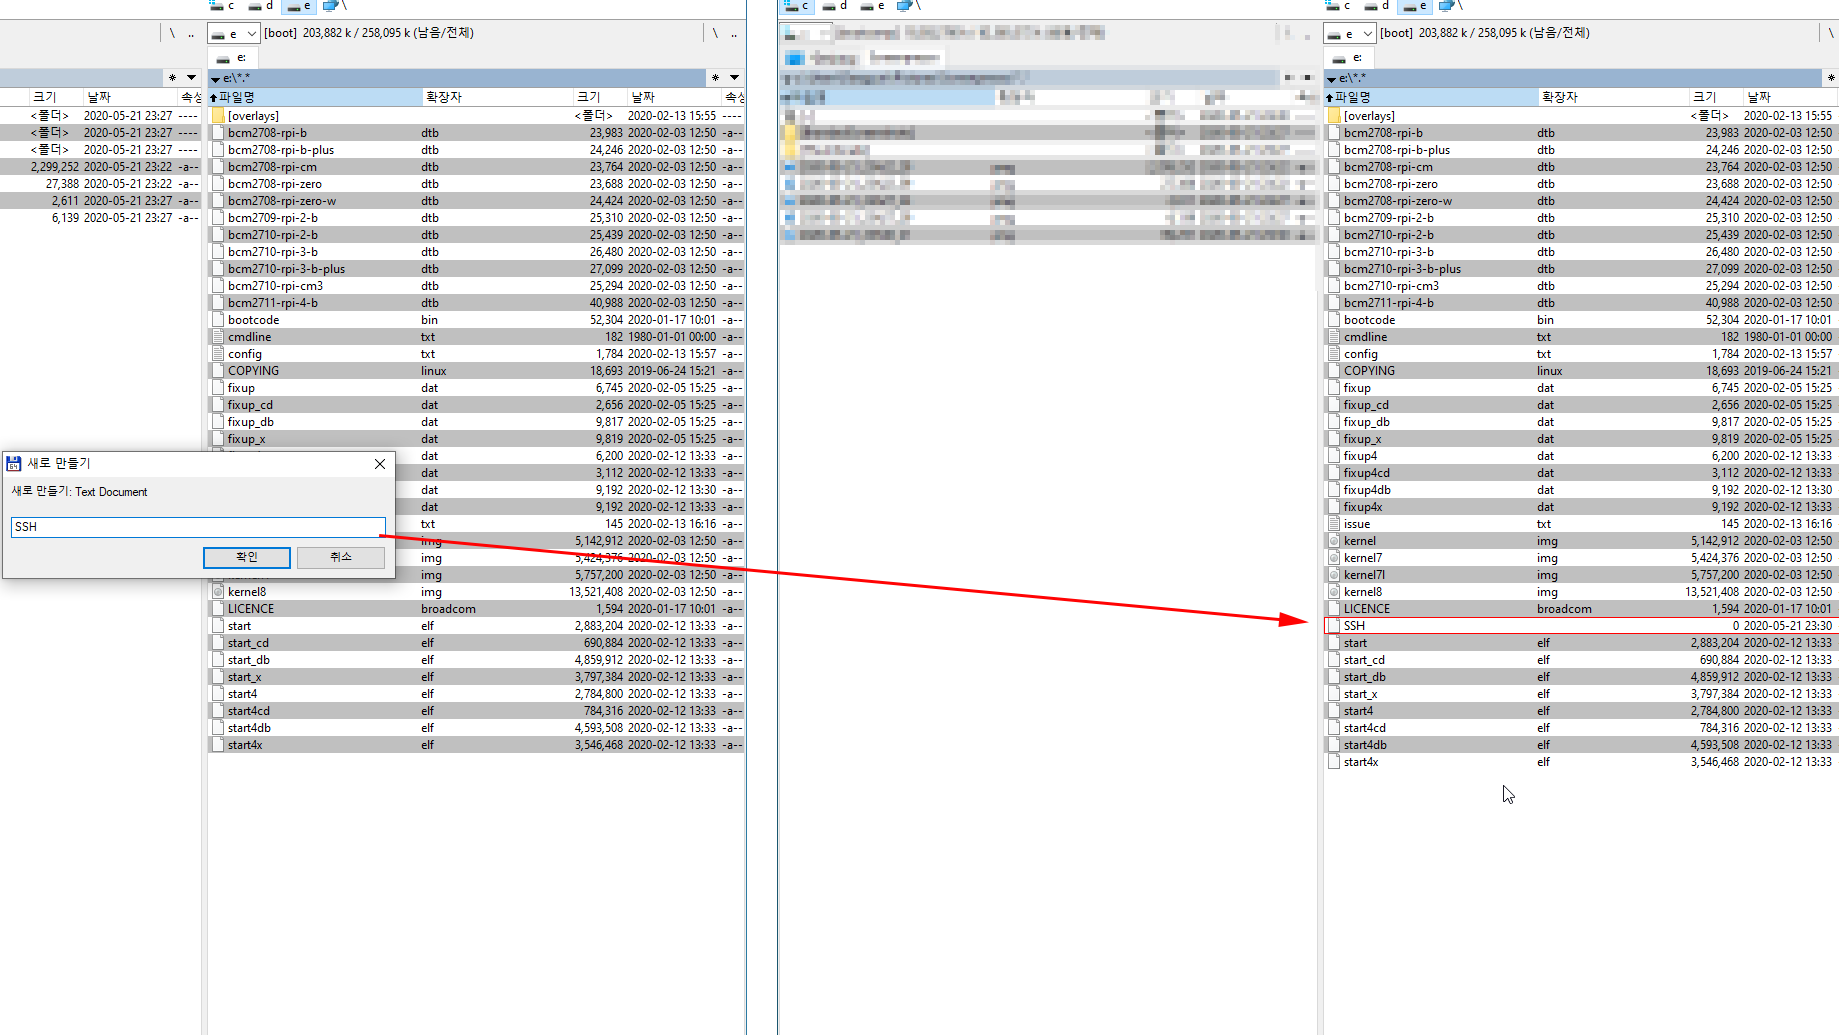 c d e \
\ .. e [boot] 203,882 k / 258,095 k (남음/전체) \ ..
e:
* ▼ ▼e:\*.* * ▼
크기 날짜 속성 ↑파일명 확장자 크기 날짜 속성
<폴더> 2020-05-21 23:27 ---- [overlays] <폴더> 2020-02-13 15:55 ----
<폴더> 2020-05-21 23:27 ---- bcm2708-rpi-b dtb 23,983 2020-02-03 12:50 -a--
<폴더> 2020-05-21 23:27 ---- bcm2708-rpi-b-plus dtb 24,246 2020-02-03 12:50 -a--
2,299,252 2020-05-21 23:22 -a-- bcm2708-rpi-cm dtb 23,764 2020-02-03 12:50 -a--
27,388 2020-05-21 23:22 -a-- bcm2708-rpi-zero dtb 23,688 2020-02-03 12:50 -a--
2,611 2020-05-21 23:27 -a-- bcm2708-rpi-zero-w dtb 24,424 2020-02-03 12:50 -a--
6,139 2020-05-21 23:27 -a-- bcm2709-rpi-2-b dtb 25,310 2020-02-03 12:50 -a--
bcm2710-rpi-2-b dtb 25,439 2020-02-03 12:50 -a--
bcm2710-rpi-3-b dtb 26,480 2020-02-03 12:50 -a--
bcm2710-rpi-3-b-plus dtb 27,099 2020-02-03 12:50 -a--
bcm2710-rpi-cm3 dtb 25,294 2020-02-03 12:50 -a--
bcm2711-rpi-4-b dtb 40,988 2020-02-03 12:50 -a--
bootcode bin 52,304 2020-01-17 10:01 -a--
cmdline txt 182 1980-01-01 00:00 -a--
config txt 1,784 2020-02-13 15:57 -a--
COPYING linux 18,693 2019-06-24 15:21 -a--
fixup dat 6,745 2020-02-05 15:25 -a--
fixup_cd dat 2,656 2020-02-05 15:25 -a--
fixup_db dat 9,817 2020-02-05 15:25 -a--
fixup_x dat 9,819 2020-02-05 15:25 -a--
dat 6,200 2020-02-12 13:33 -a--
dat 3,112 2020-02-12 13:33 -a--
dat 9,192 2020-02-12 13:30 -a--
dat 9,192 2020-02-12 13:33 -a--
txt 145 2020-02-13 16:16 -a--
img 5,142,912 2020-02-03 12:50 -a--
img 5,424,376 2020-02-03 12:50 -a--
img 5,757,200 2020-02-03 12:50 -a--
kernel8 img 13,521,408 2020-02-03 12:50 -a--
LICENCE broadcom 1,594 2020-01-17 10:01 -a--
start elf 2,883,204 2020-02-12 13:33 -a--
start_cd elf 690,884 2020-02-12 13:33 -a--
start_db elf 4,859,912 2020-02-12 13:33 -a--
start_x elf 3,797,384 2020-02-12 13:33 -a--
start4 elf 2,784,800 2020-02-12 13:33 -a--
start4cd elf 784,316 2020-02-12 13:33 -a--
start4db elf 4,593,508 2020-02-12 13:33 -a--
start4x elf 3,546,468 2020-02-12 13:33 -a--
64 새로 만들기
새로 만들기: Text Document
SSH
확인 취소
c d e \
c d e \
e [boot] 203,882 k / 258,095 k (남음/전체) \
e:
▼e:\*.* *
↑파일명 확장자 크기 날짜
[overlays] <폴더> 2020-02-13 15:55
bcm2708-rpi-b dtb 23,983 2020-02-03 12:50
bcm2708-rpi-b-plus dtb 24,246 2020-02-03 12:50
bcm2708-rpi-cm dtb 23,764 2020-02-03 12:50
bcm2708-rpi-zero dtb 23,688 2020-02-03 12:50
bcm2708-rpi-zero-w dtb 24,424 2020-02-03 12:50
bcm2709-rpi-2-b dtb 25,310 2020-02-03 12:50
bcm2710-rpi-2-b dtb 25,439 2020-02-03 12:50
bcm2710-rpi-3-b dtb 26,480 2020-02-03 12:50
bcm2710-rpi-3-b-plus dtb 27,099 2020-02-03 12:50
bcm2710-rpi-cm3 dtb 25,294 2020-02-03 12:50
bcm2711-rpi-4-b dtb 40,988 2020-02-03 12:50
bootcode bin 52,304 2020-01-17 10:01
cmdline txt 182 1980-01-01 00:00
config txt 1,784 2020-02-13 15:57
COPYING linux 18,693 2019-06-24 15:21
fixup dat 6,745 2020-02-05 15:25
fixup_cd dat 2,656 2020-02-05 15:25
fixup_db dat 9,817 2020-02-05 15:25
fixup_x dat 9,819 2020-02-05 15:25
fixup4 dat 6,200 2020-02-12 13:33
fixup4cd dat 3,112 2020-02-12 13:33
fixup4db dat 9,192 2020-02-12 13:30
fixup4x dat 9,192 2020-02-12 13:33
issue txt 145 2020-02-13 16:16
kernel img 5,142,912 2020-02-03 12:50
kernel7 img 5,424,376 2020-02-03 12:50
kernel7l img 5,757,200 2020-02-03 12:50
kernel8 img 13,521,408 2020-02-03 12:50
LICENCE broadcom 1,594 2020-01-17 10:01
SSH 0 2020-05-21 23:30
start elf 2,883,204 2020-02-12 13:33
start_cd elf 690,884 2020-02-12 13:33
start_db elf 4,859,912 2020-02-12 13:33
start_x elf 3,797,384 2020-02-12 13:33
start4 elf 2,784,800 2020-02-12 13:33
start4cd elf 784,316 2020-02-12 13:33
start4db elf 4,593,508 2020-02-12 13:33
start4x elf 3,546,468 2020-02-12 13:33